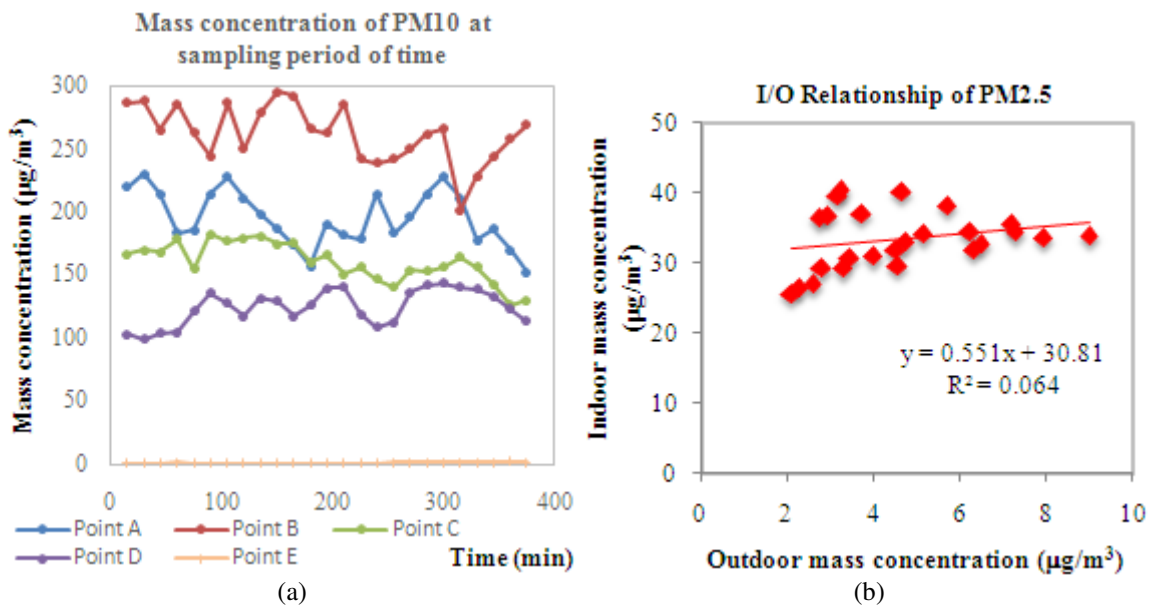 Mass concentration of PM10 at
sampling period of time
Mass concentration (µg/m³)
300
250
200
150
100
50
0
0 100 200 300 400
Point A Point B Point C
Point D Point E
Time (min)
(a)
I/O Relationship of PM2.5
Indoor mass concentration
(µg/m³)
50
40
30
20
10
0
y = 0.551x + 30.81
R² = 0.064
0 2 4 6 8 10
Outdoor mass concentration (µg/m³)
(b)